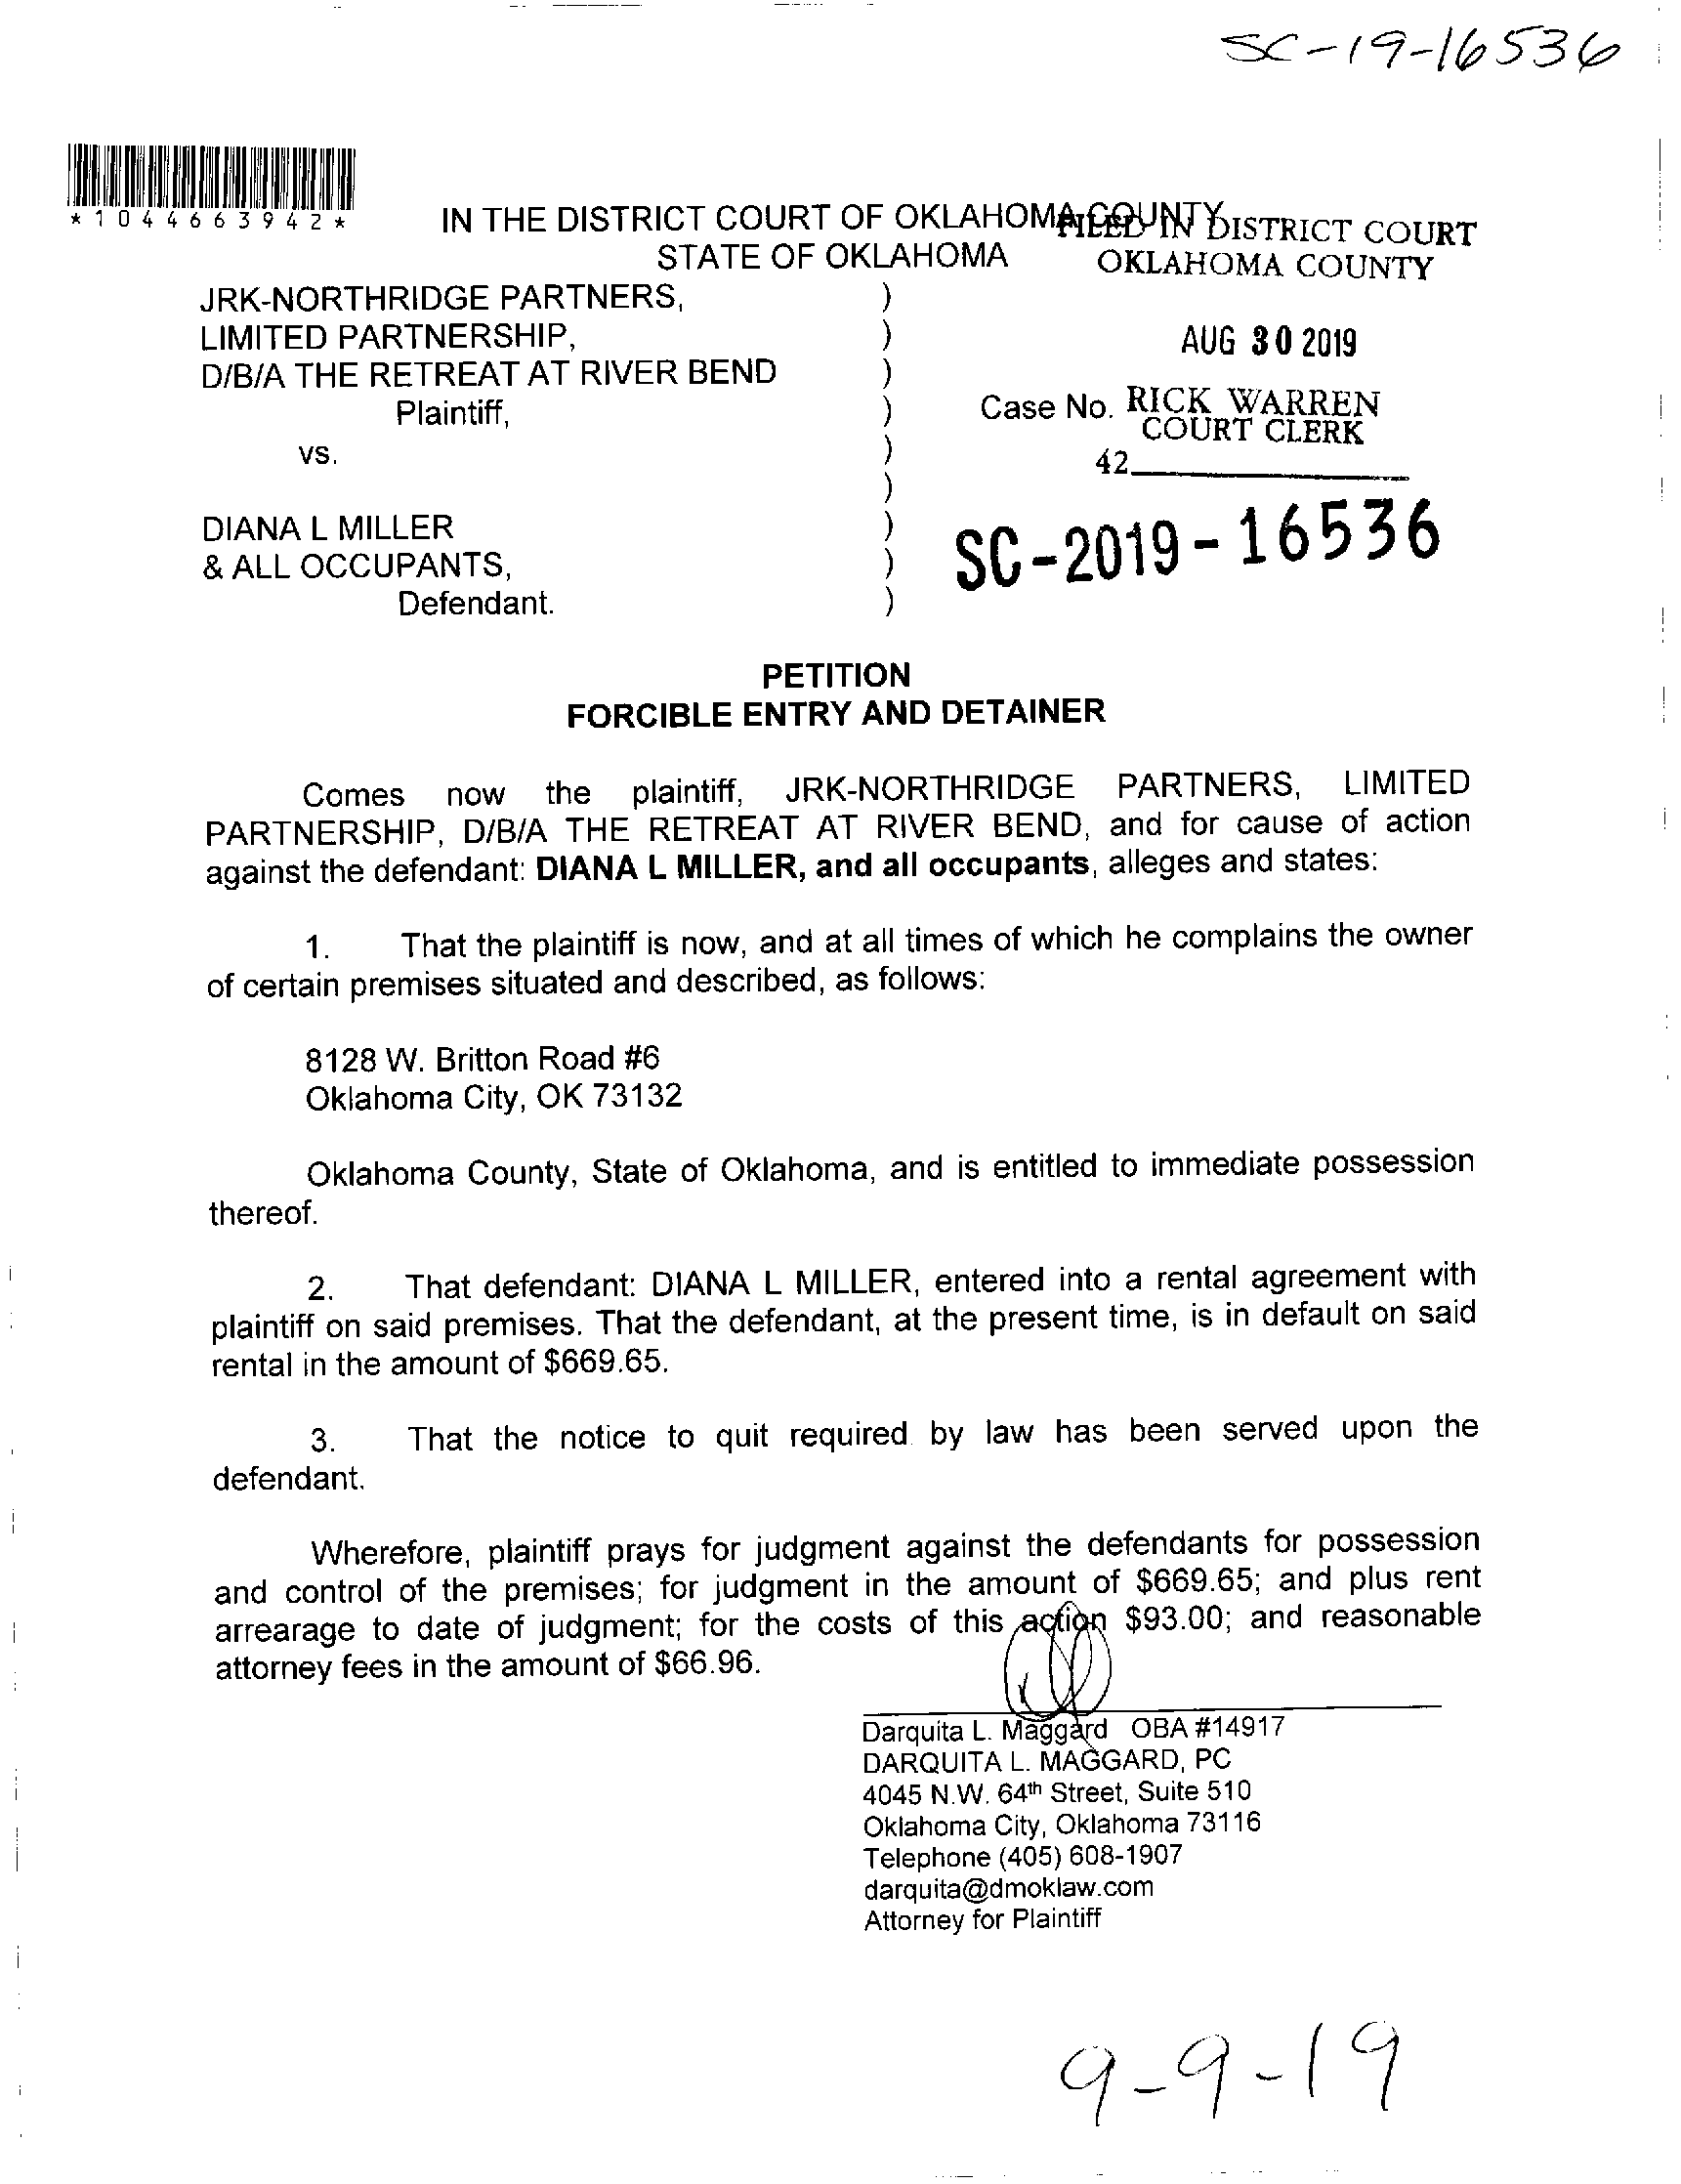 SC-19-16536
*1044663942*
IN THE DISTRICT COURT OF OKLAHOMA COUNTY
STATE OF OKLAHOMA
FILED IN DISTRICT COURT
OKLAHOMA COUNTY
JRK-NORTHRIDGE PARTNERS, )
LIMITED PARTNERSHIP, )
D/B/A THE RETREAT AT RIVER BEND )
Plaintiff, )
vs. )
)
DIANA L MILLER )
& ALL OCCUPANTS, )
Defendant. )
AUG 30 2019
Case No.
RICK WARREN
COURT CLERK
42
SC-2019-16536
PETITION
FORCIBLE ENTRY AND DETAINER
Comes now the plaintiff, JRK-NORTHRIDGE PARTNERS, LIMITED
PARTNERSHIP, D/B/A THE RETREAT AT RIVER BEND, and for cause of action
against the defendant: DIANA L MILLER, and all occupants, alleges and states:
1. That the plaintiff is now, and at all times of which he complains the owner
of certain premises situated and described, as follows:
8128 W. Britton Road #6
Oklahoma City, OK 73132
Oklahoma County, State of Oklahoma, and is entitled to immediate possession
thereof.
2. That defendant: DIANA L MILLER, entered into a rental agreement with
plaintiff on said premises. That the defendant, at the present time, is in default on said
rental in the amount of $669.65.
3. That the notice to quit required by law has been served upon the
defendant.
Wherefore, plaintiff prays for judgment against the defendants for possession
and control of the premises; for judgment in the amount of $669.65; and plus rent
arrearage to date of judgment; for the costs of this action $93.00; and reasonable
attorney fees in the amount of $66.96.
Darquita L. Maggard OBA #14917
DARQUITA L. MAGGARD, PC
4045 N.W. 64th Street, Suite 510
Oklahoma City, Oklahoma 73116
Telephone (405) 608-1907
darquita@dmoklaw.com
Attorney for Plaintiff
9-9-19